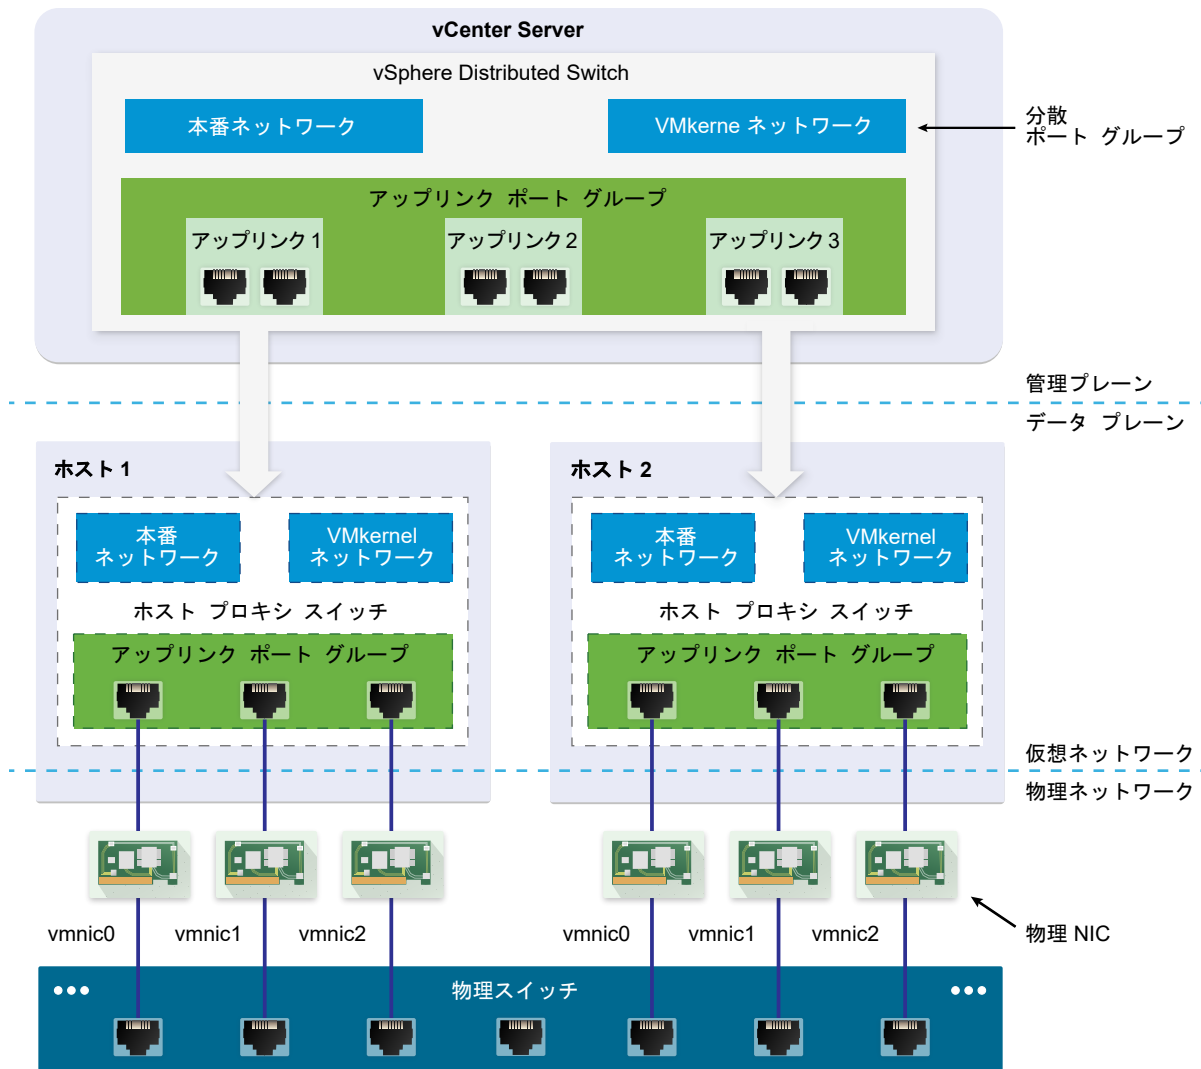 vCenter Server
vSphere Distributed Switch
本番ネットワーク
VMkerne ネットワーク
分散
ポート グループ
アップリンク ポート グループ
アップリンク 1
アップリンク 2
アップリンク 3
管理プレーン
データ プレーン
ホスト 1
本番
ネットワーク
VMkernel
ネットワーク
ホスト プロキシ スイッチ
アップリンク ポート グループ
ホスト 2
本番
ネットワーク
VMkernel
ネットワーク
ホスト プロキシ スイッチ
アップリンク ポート グループ
仮想ネットワーク
物理ネットワーク
vmnic0
vmnic1
vmnic2
vmnic0
vmnic1
vmnic2
物理 NIC
物理スイッチ